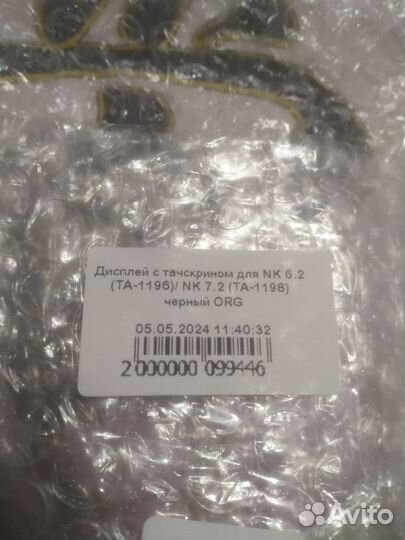 Дисплей с тачскрином для NK 6.2
(TA-1196)/ NK 7.2 (TA-1198)
черный ORG
05.05.2024 11:40:32
2 000000 099446
Avito